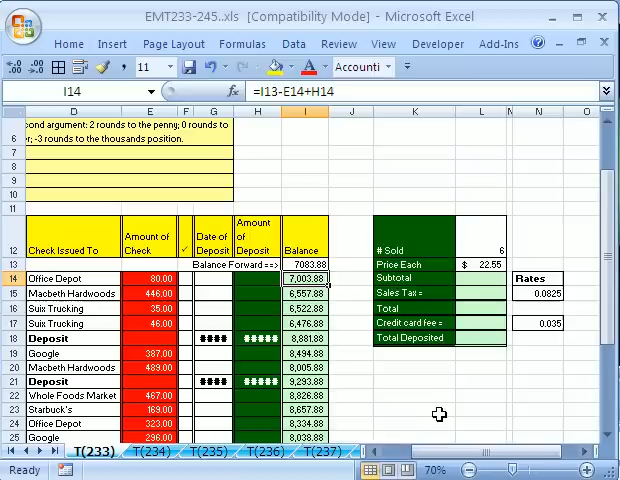 EMT233-245..xls [Compatibility Mode] - Microsoft Excel
Home Insert Formulas Page Layout Data Review View Developer Add-Ins
11 Accounti
I14 fx =I13-E14+H14
D E F G H I J K L M N O
6 cond argument: 2 rounds to the penny; 0 rounds to
r; -3 rounds to the thousands position.
7
8
9
10
11
12 Check Issued To Amount of Check ✓ Date of Deposit Amount of Deposit Balance # Sold 6
13 Balance Forward ==> 7083.88 Price Each $ 22.55
14 Office Depot 80.00 7,003.88 Subtotal Rates
15 Macbeth Hardwoods 446.00 6,557.88 Sales Tax = 0.0825
16 Suix Trucking 35.00 6,522.88 Total
17 Suix Trucking 46.00 6,476.88 Credit card fee = 0.035
18 Deposit #### ##### 8,881.88 Total Deposited
19 Google 387.00 8,494.88
20 Macbeth Hardwoods 489.00 8,005.88
21 Deposit #### ##### 9,293.88
22 Whole Foods Market 467.00 8,826.88
23 Starbuck's 169.00 8,657.88
24 Office Depot 323.00 8,334.88
25 Google 296.00 8,038.88
T(233) T(234) T(235) T(236) T(237)
Ready 70%